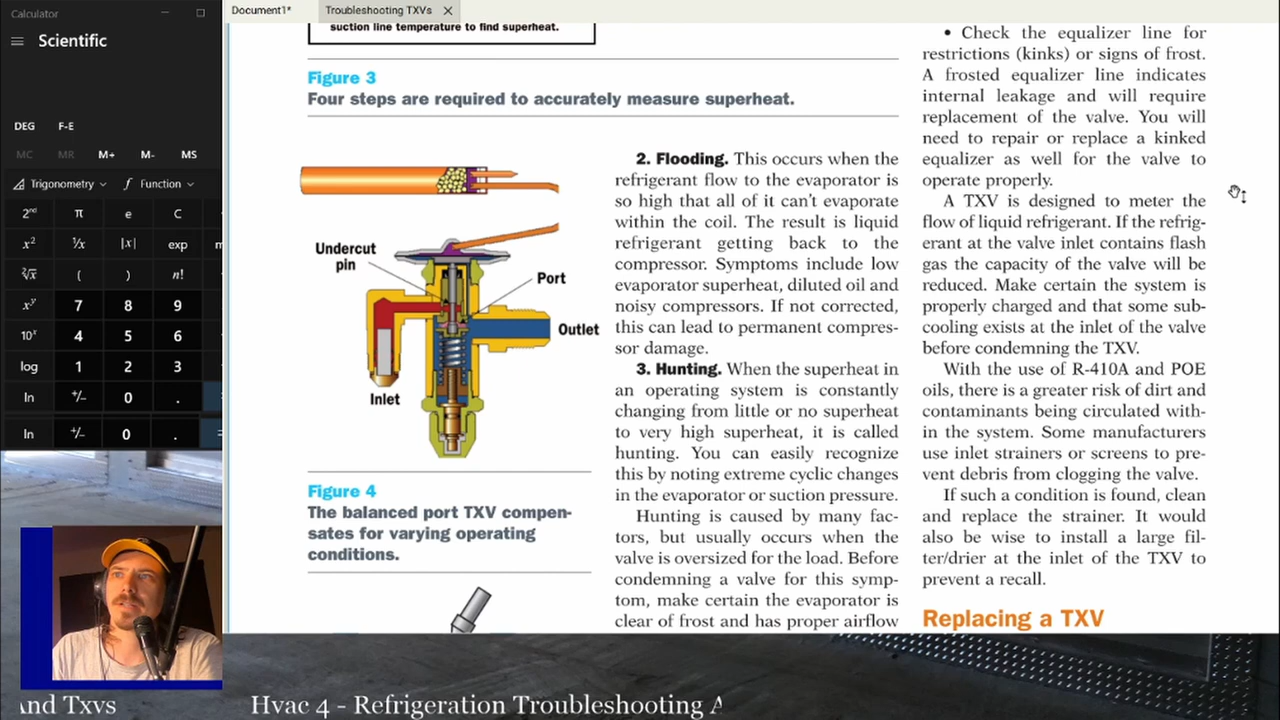 Calculator
Scientific
DEG F-E
MC MR M+ M- MS
Trigonometry Function
2nd π e C
x² ¹/x |x| exp
²√x ( ) n!
xʸ 7 8 9
10ˣ 4 5 6
log 1 2 3
ln +/- 0 .
ln +/- 0 .
Document1* Troubleshooting TXVs
suction line temperature to find superheat.
Figure 3
Four steps are required to accurately measure superheat.
Undercut
pin
Port
Outlet
Inlet
Figure 4
The balanced port TXV compen-
sates for varying operating
conditions.
2. Flooding. This occurs when the
refrigerant flow to the evaporator is
so high that all of it can't evaporate
within the coil. The result is liquid
refrigerant getting back to the
compressor. Symptoms include low
evaporator superheat, diluted oil and
noisy compressors. If not corrected,
this can lead to permanent compres-
sor damage.
3. Hunting. When the superheat in
an operating system is constantly
changing from little or no superheat
to very high superheat, it is called
hunting. You can easily recognize
this by noting extreme cyclic changes
in the evaporator or suction pressure.
Hunting is caused by many fac-
tors, but usually occurs when the
valve is oversized for the load. Before
condemning a valve for this symp-
tom, make certain the evaporator is
clear of frost and has proper airflow
• Check the equalizer line for
restrictions (kinks) or signs of frost.
A frosted equalizer line indicates
internal leakage and will require
replacement of the valve. You will
need to repair or replace a kinked
equalizer as well for the valve to
operate properly.
A TXV is designed to meter the
flow of liquid refrigerant. If the refrig-
erant at the valve inlet contains flash
gas the capacity of the valve will be
reduced. Make certain the system is
properly charged and that some sub-
cooling exists at the inlet of the valve
before condemning the TXV.
With the use of R-410A and POE
oils, there is a greater risk of dirt and
contaminants being circulated with-
in the system. Some manufacturers
use inlet strainers or screens to pre-
vent debris from clogging the valve.
If such a condition is found, clean
and replace the strainer. It would
also be wise to install a large fil-
ter/drier at the inlet of the TXV to
prevent a recall.
Replacing a TXV
nd Txvs Hvac 4 - Refrigeration Troubleshooting